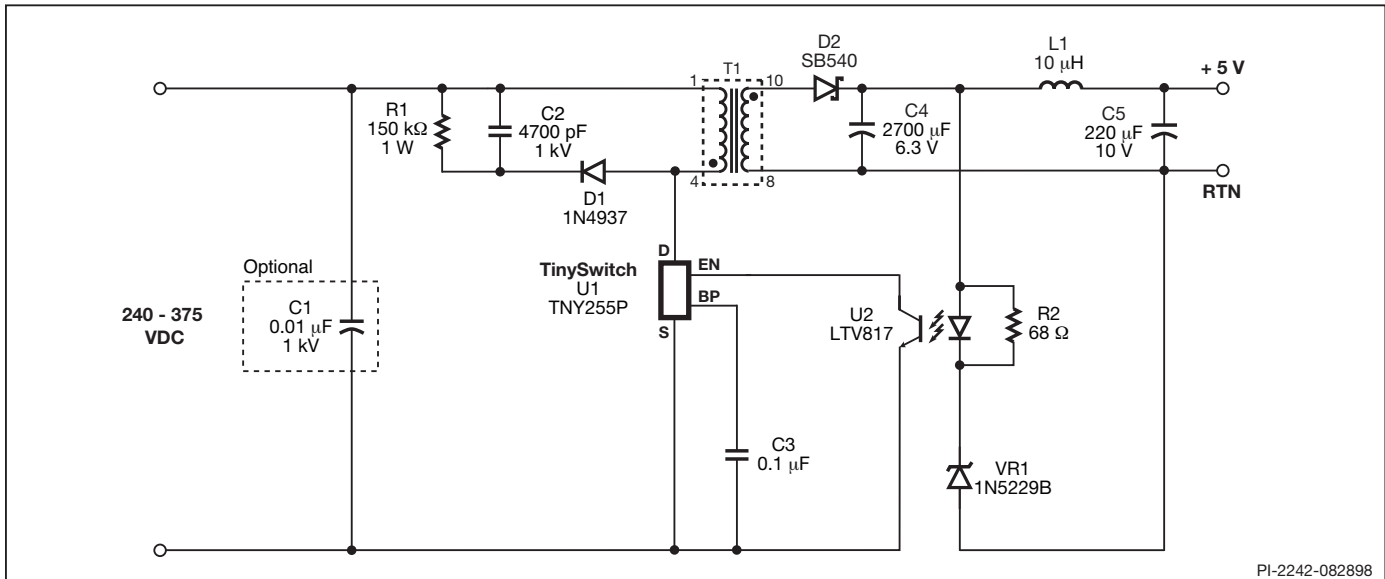 D2
SB540
L1
10 µH
+ 5 V
T1
1
10
R1
150 kΩ
1 W
C2
4700 pF
1 kV
C4
2700 µF
6.3 V
C5
220 µF
10 V
4
8
D1
1N4937
RTN
Optional
C1
0.01 µF
1 kV
240 - 375
VDC
TinySwitch
U1
TNY255P
D
EN
BP
S
U2
LTV817
R2
68 Ω
C3
0.1 µF
VR1
1N5229B
PI-2242-082898